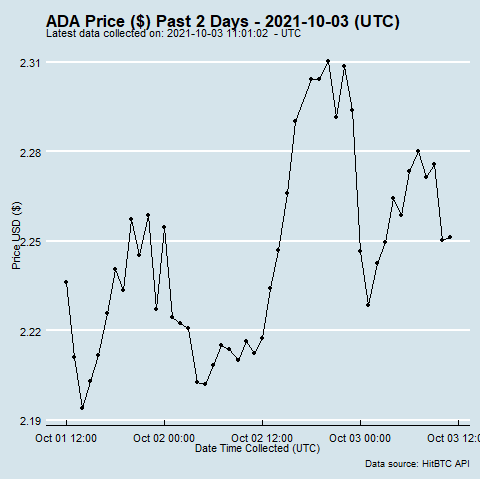 ADA Price ($) Past 2 Days - 2021-10-03 (UTC)
Latest data collected on: 2021-10-03 11:01:02 - UTC
2.31
2.28
2.25
2.22
2.19
Price USD ($)
Oct 01 12:00 Oct 02 00:00 Oct 02 12:00 Oct 03 00:00 Oct 03 12:00
Date Time Collected (UTC)
Data source: HitBTC API